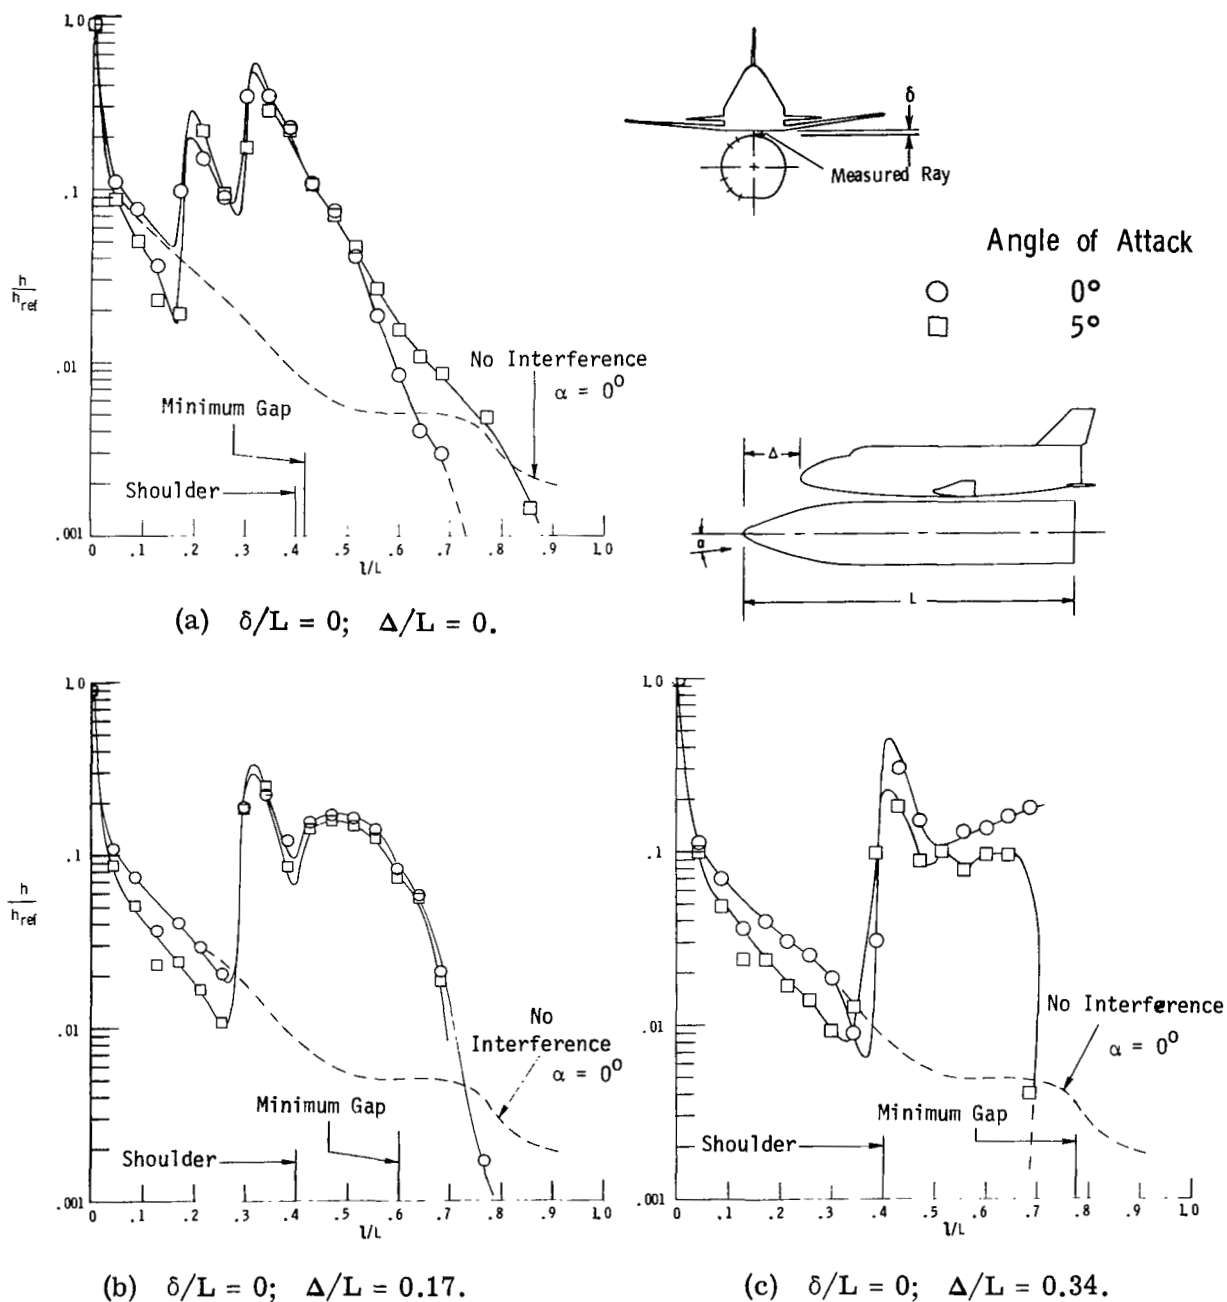 1.0
.1
.01
.001
h
h_ref
0 .1 .2 .3 .4 .5 .6 .7 .8 .9 1.0
l/L
No Interference
α = 0⁰
Minimum Gap
Shoulder
(a) δ/L = 0; Δ/L = 0.
δ
Measured Ray
Angle of Attack
0°
5°
Δ
α
L
1.0
.1
.01
.001
h
h_ref
0 .1 .2 .3 .4 .5 .6 .7 .8 .9 1.0
l/L
No
Interference
α = 0⁰
Minimum Gap
Shoulder
(b) δ/L = 0; Δ/L = 0.17.
1.0
.1
.01
.001
0 .1 .2 .3 .4 .5 .6 .7 .8 .9 1.0
l/L
No Interference
α = 0⁰
Minimum Gap
Shoulder
(c) δ/L = 0; Δ/L = 0.34.